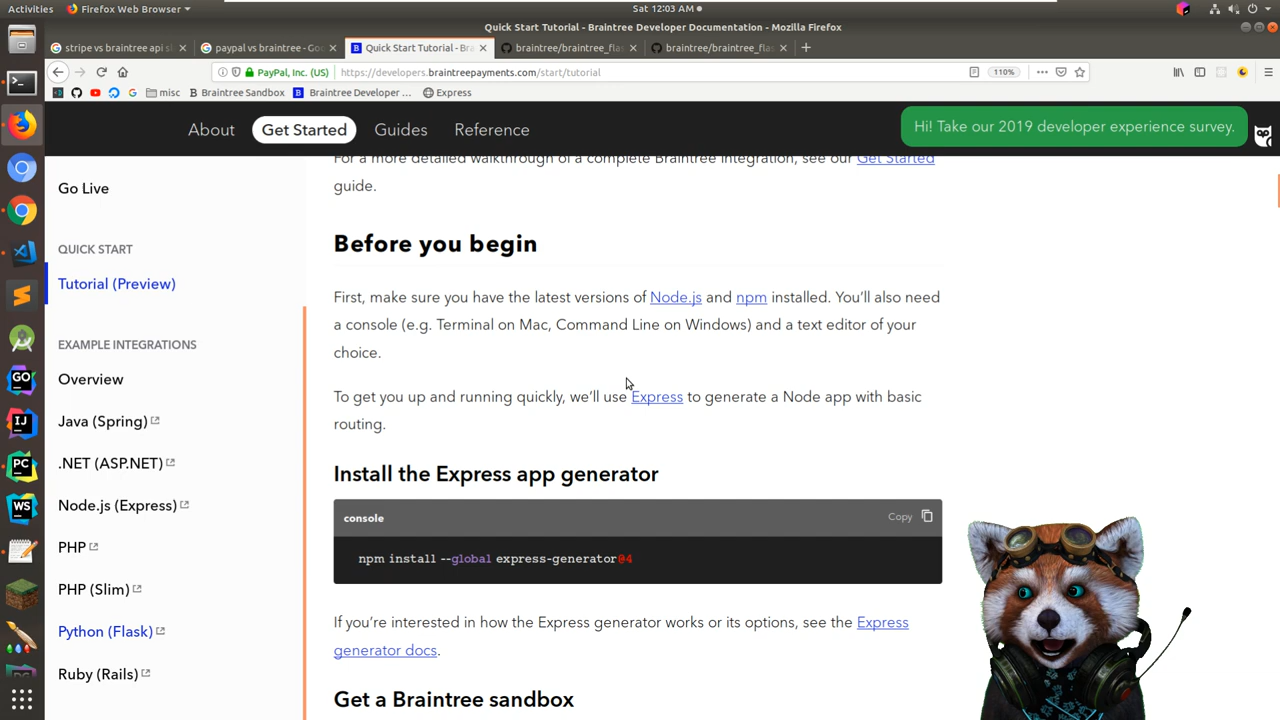 Activities
Firefox Web Browser
Sat 12:03 AM
Quick Start Tutorial - Braintree Developer Documentation - Mozilla Firefox
stripe vs braintree api s
paypal vs braintree - Go
Quick Start Tutorial - Bra
braintree/braintree_flas
braintree/braintree_flas
PayPal, Inc. (US)
https://developers.braintreepayments.com/start/tutorial
110%
misc
Braintree Sandbox
Braintree Developer ...
Express
About
Get Started
Guides
Reference
Hi! Take our 2019 developer experience survey.
Go Live
QUICK START
Tutorial (Preview)
EXAMPLE INTEGRATIONS
Overview
Java (Spring)
.NET (ASP.NET)
Node.js (Express)
PHP
PHP (Slim)
Python (Flask)
Ruby (Rails)
For a more detailed walkthrough of a complete Braintree integration, see our Get Started
guide.
Before you begin
First, make sure you have the latest versions of Node.js and npm installed. You’ll also need
a console (e.g. Terminal on Mac, Command Line on Windows) and a text editor of your
choice.
To get you up and running quickly, we’ll use Express to generate a Node app with basic
routing.
Install the Express app generator
console
Copy
npm install --global express-generator@4
If you’re interested in how the Express generator works or its options, see the Express
generator docs.
Get a Braintree sandbox